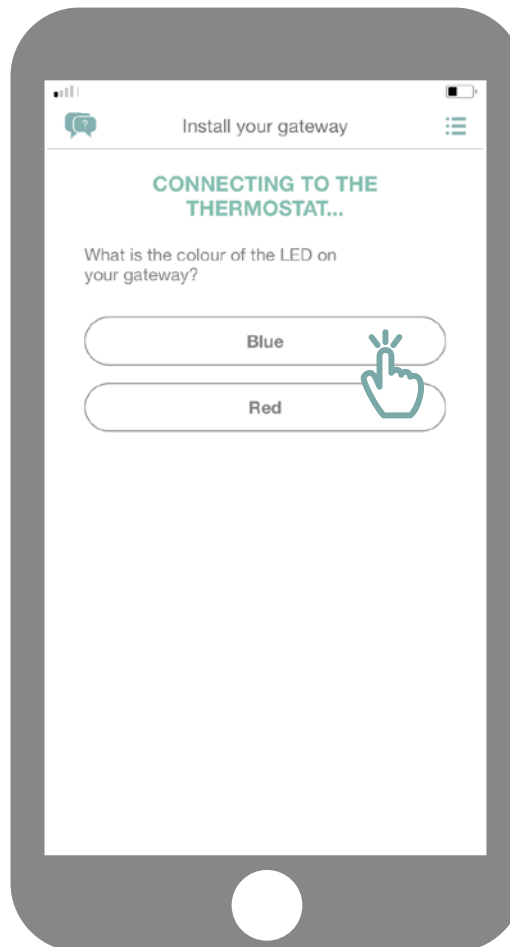 ?
Install your gateway
CONNECTING TO THE
THERMOSTAT...
What is the colour of the LED on
your gateway?
Blue
Red